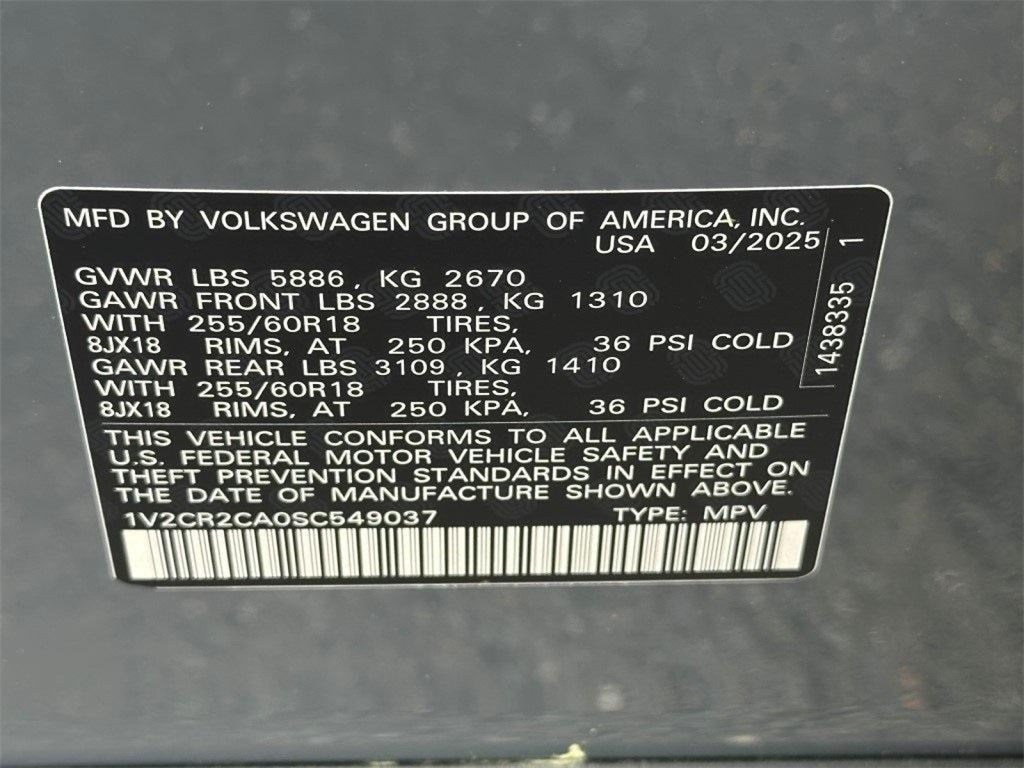 MFD BY VOLKSWAGEN GROUP OF AMERICA, INC.
USA 03/2025
GVWR LBS 5886, KG 2670
GAWR FRONT LBS 2888, KG 1310
WITH 255/60R18 TIRES,
8JX18 RIMS, AT 250 KPA, 36 PSI COLD
GAWR REAR LBS 3109, KG 1410
WITH 255/60R18 TIRES,
8JX18 RIMS, AT 250 KPA, 36 PSI COLD
THIS VEHICLE CONFORMS TO ALL APPLICABLE
U.S. FEDERAL MOTOR VEHICLE SAFETY AND
THEFT PREVENTION STANDARDS IN EFFECT ON
THE DATE OF MANUFACTURE SHOWN ABOVE.
1V2CR2CA0SC549037 TYPE: MPV
1438335 1